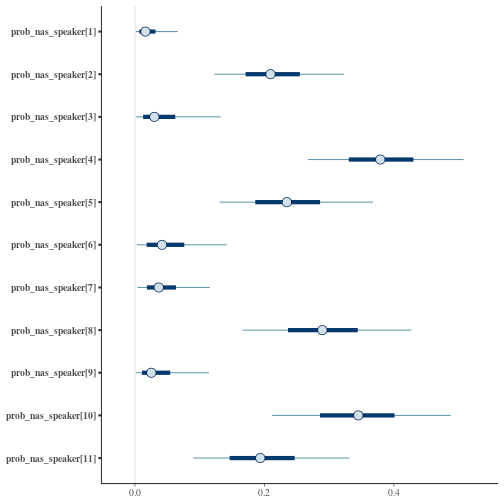 prob_nas_speaker[1]
prob_nas_speaker[2]
prob_nas_speaker[3]
prob_nas_speaker[4]
prob_nas_speaker[5]
prob_nas_speaker[6]
prob_nas_speaker[7]
prob_nas_speaker[8]
prob_nas_speaker[9]
prob_nas_speaker[10]
prob_nas_speaker[11]
0.0 0.2 0.4